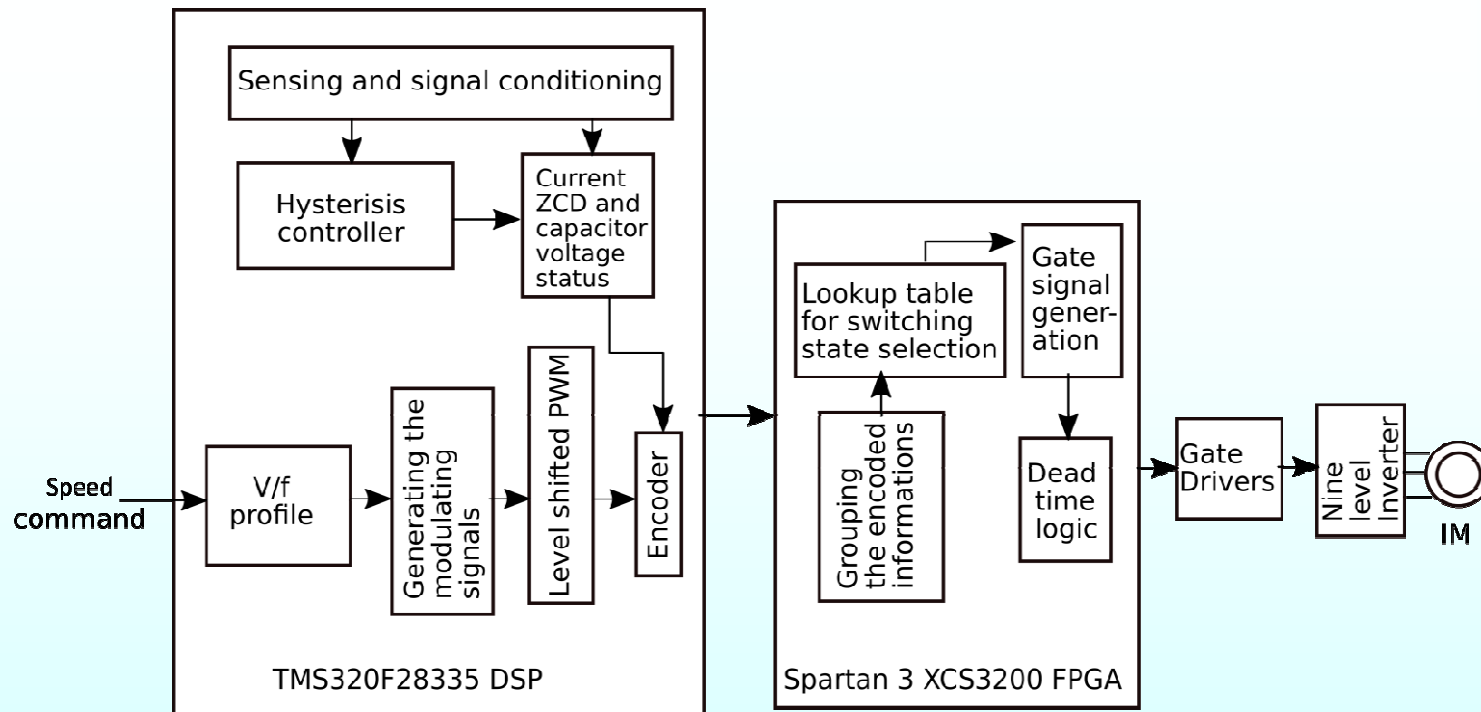 Sensing and signal conditioning
Hysterisis
controller
Current
ZCD and
capacitor
voltage
status
Speed
command
V/f
profile
Generating the
modulating
signals
Level shifted PWM
Encoder
TMS320F28335 DSP
Lookup table
for switching
state selection
Gate
signal
gener-
ation
Grouping
the encoded
informations
Dead
time
logic
Spartan 3 XCS3200 FPGA
Gate
Drivers
Nine
level
Inverter
IM